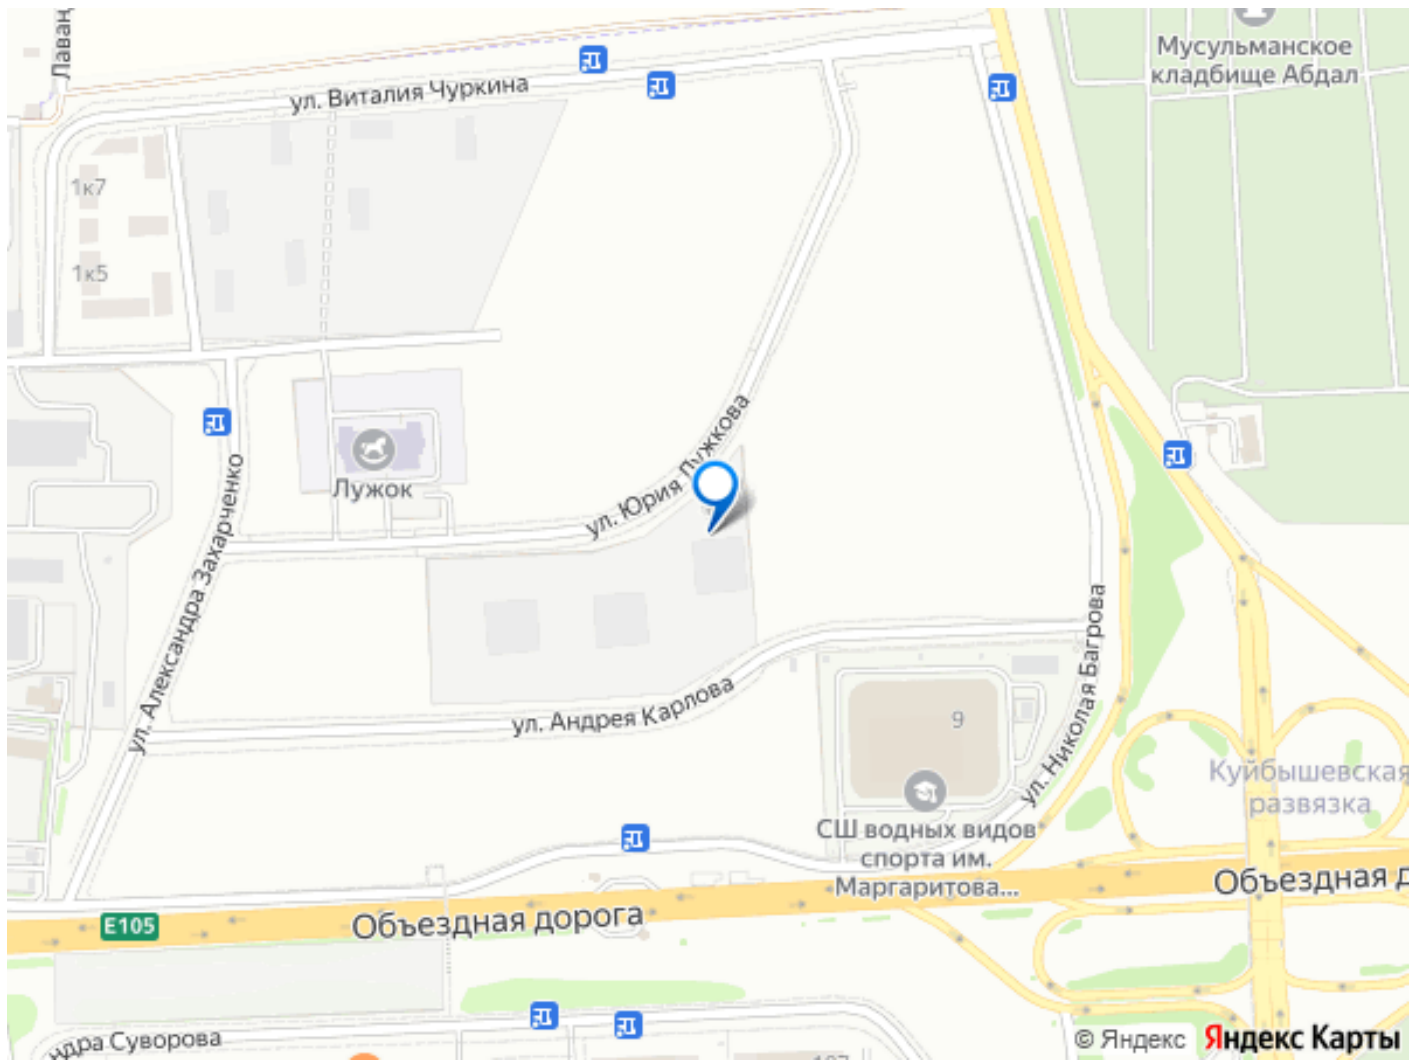 Мусульманское
кладбище Абдал
ул. Виталия Чуркина
1к7
1к5
Лужок
ул. Юрия Лужкова
ул. Александра Захарченко
ул. Николая Багрова
ул. Андрея Карлова
9
Куйбышевская
развязка
СШ водных видов
спорта им.
Маргаритова...
Объездная д
E105
Объездная дорога
ндра Суворова
© Яндекс
Яндекс Карты